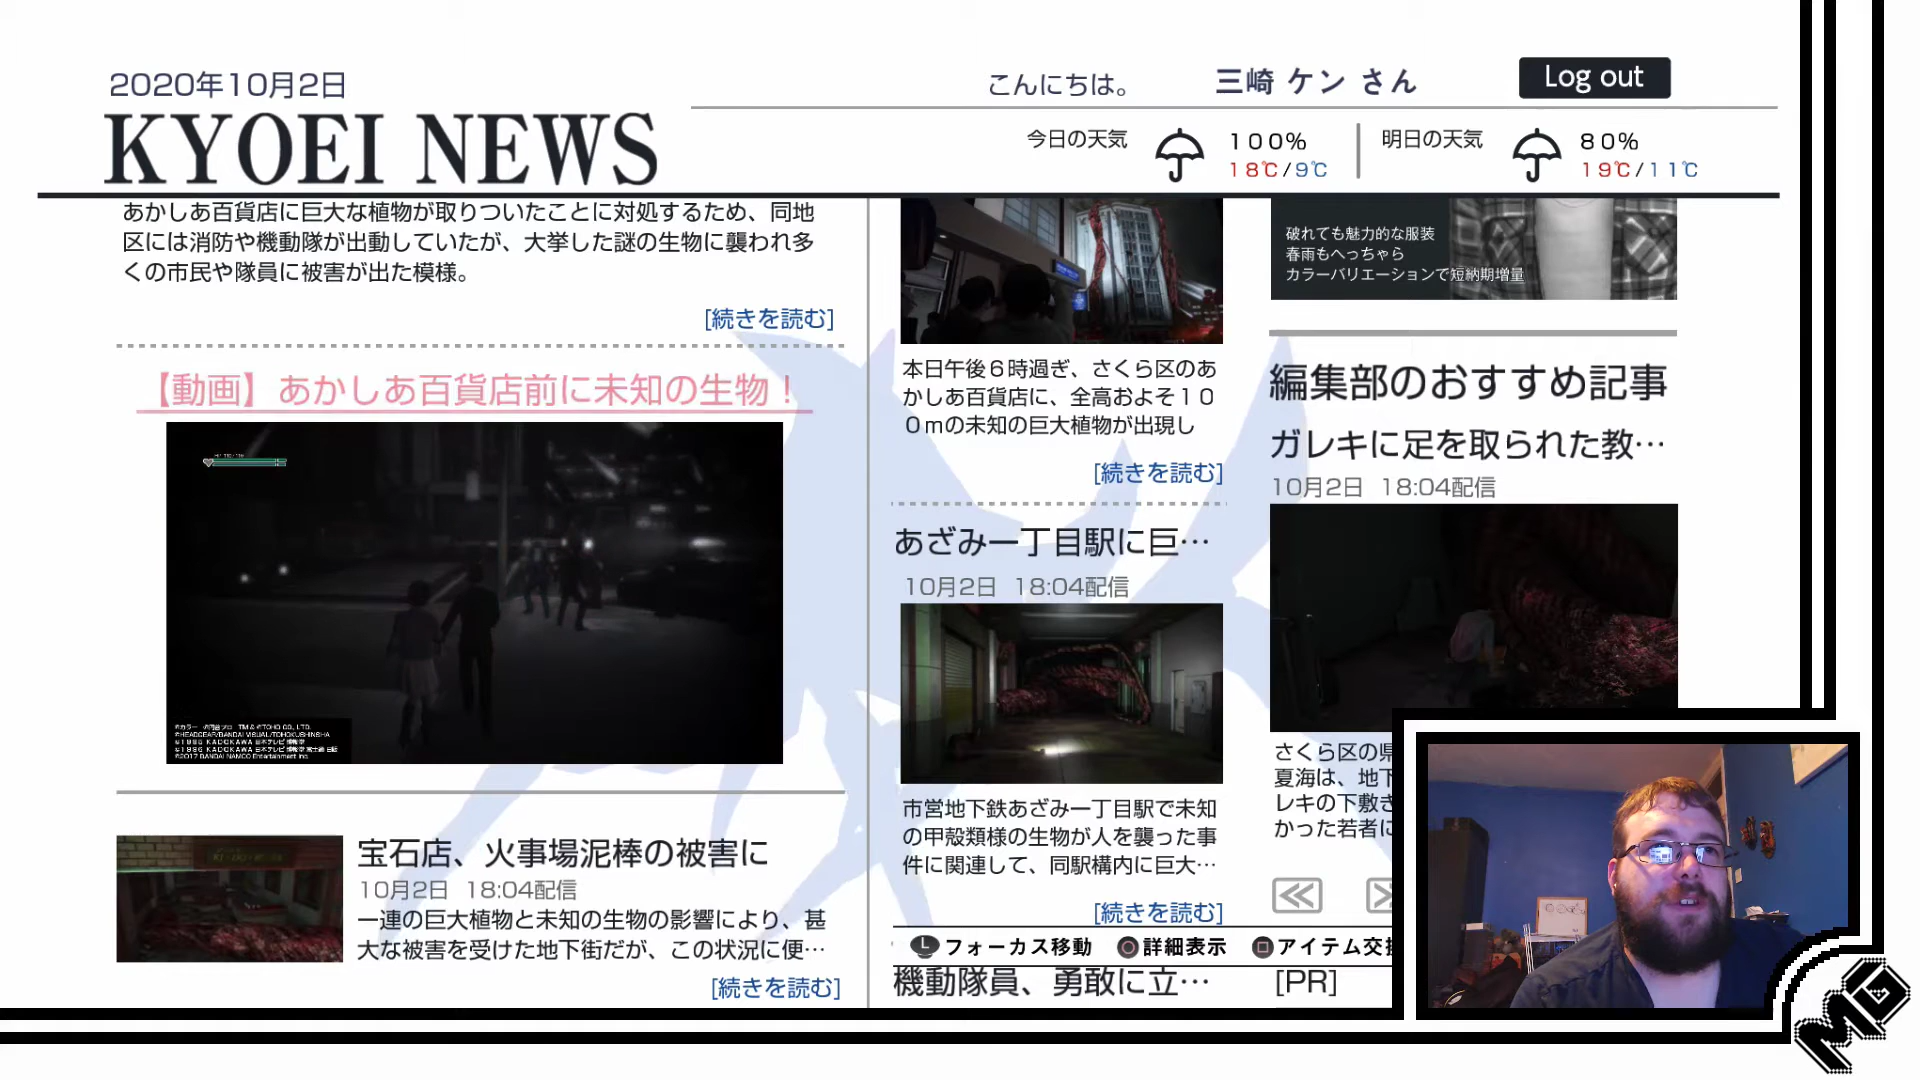 2020年10月2日
KYOEI NEWS
こんにちは。
三崎 ケン さん
Log out
今日の天気
100%
18℃/9℃
明日の天気
80%
19℃/11℃
あかしあ百貨店に巨大な植物が取りついたことに対処するため、同地
区には消防や機動隊が出動していたが、大挙した謎の生物に襲われ多
くの市民や隊員に被害が出た模様。
[続きを読む]
【動画】あかしあ百貨店前に未知の生物！
©HEADGEAR/BANDAI VISUAL/TOHOKUSHINSHA
©2017 BANDAI NAMCO Entertainment Inc.
宝石店、火事場泥棒の被害に
10月2日 18:04配信
一連の巨大植物と未知の生物の影響により、甚
大な被害を受けた地下街だが、この状況に便…
[続きを読む]
本日午後６時過ぎ、さくら区のあ
かしあ百貨店に、全高およそ１０
０ｍの未知の巨大植物が出現し
[続きを読む]
あざみ一丁目駅に巨…
10月2日 18:04配信
市営地下鉄あざみ一丁目駅で未知
の甲殻類様の生物が人を襲った事
件に関連して、同駅構内に巨大…
[続きを読む]
L フォーカス移動 詳細表示 アイテム交
機動隊員、勇敢に立…
破れても魅力的な服装
春雨もへっちゃら
カラーバリエーションで短納期増量
編集部のおすすめ記事
ガレキに足を取られた教…
10月2日 18:04配信
さくら区の県
夏海は、地下
レキの下敷き
かった若者に
[PR]
MG